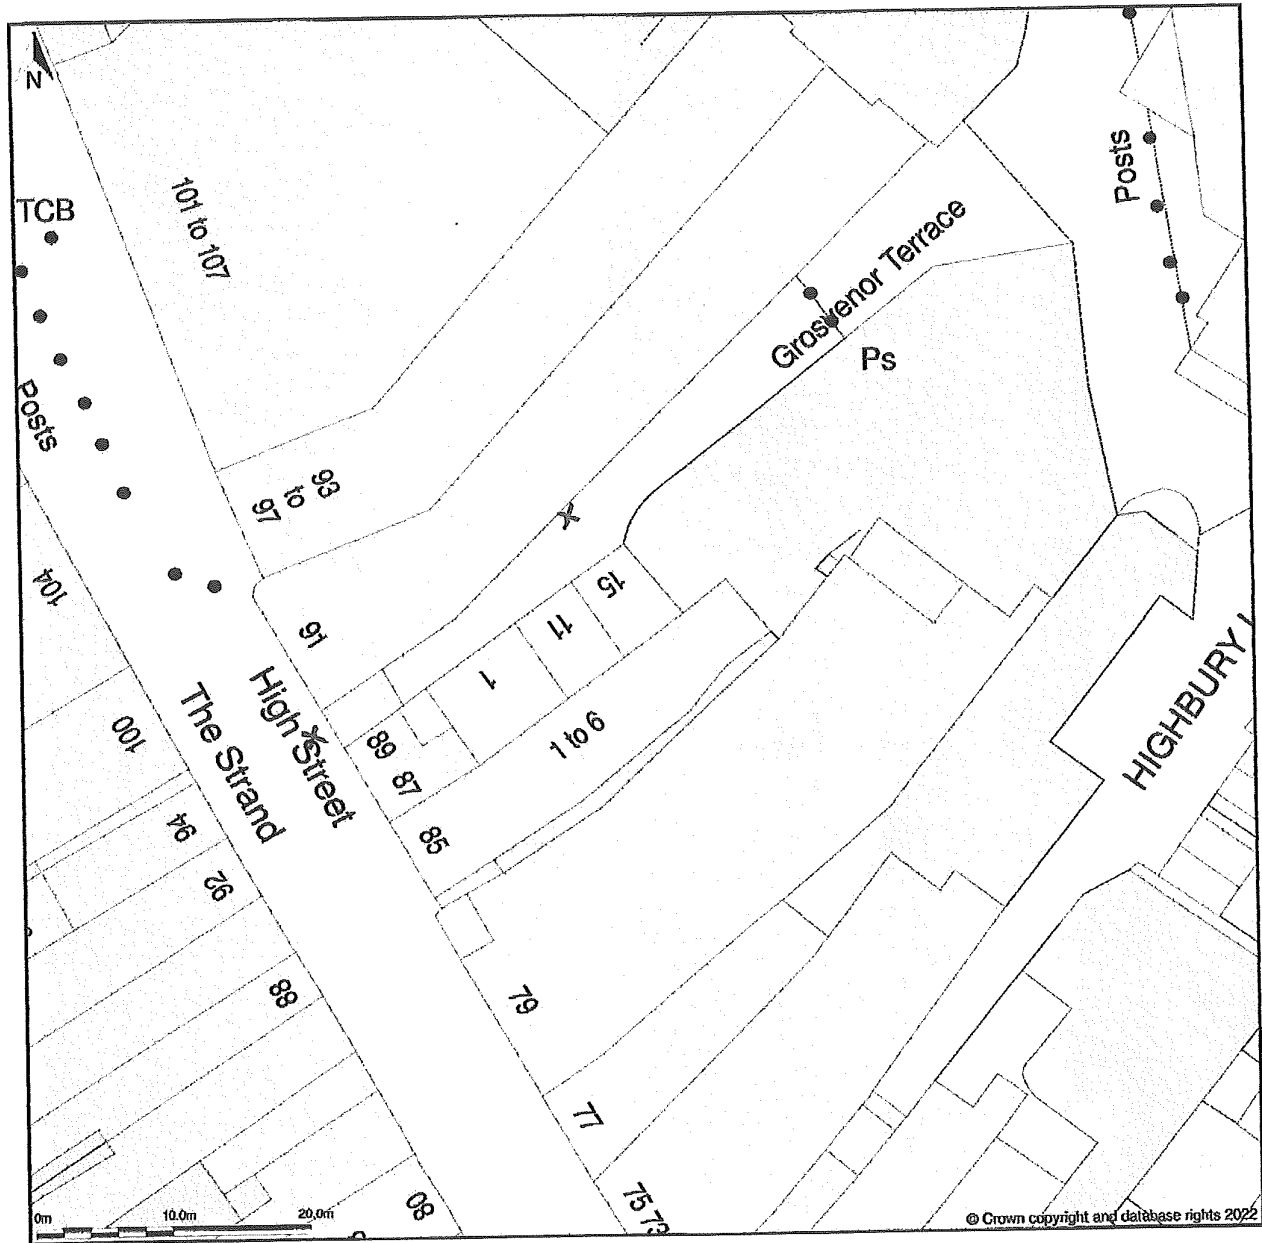 N
TCB
101 to 107
Posts
Posts
Grosvenor Terrace
Ps
93
to
97
104
91
15
11
1
1 to 6
High Street
The Strand
100
89
87
85
94
92
88
79
77
75 73
80
0m 10.0m 20.0m
© Crown copyright and database rights 2022